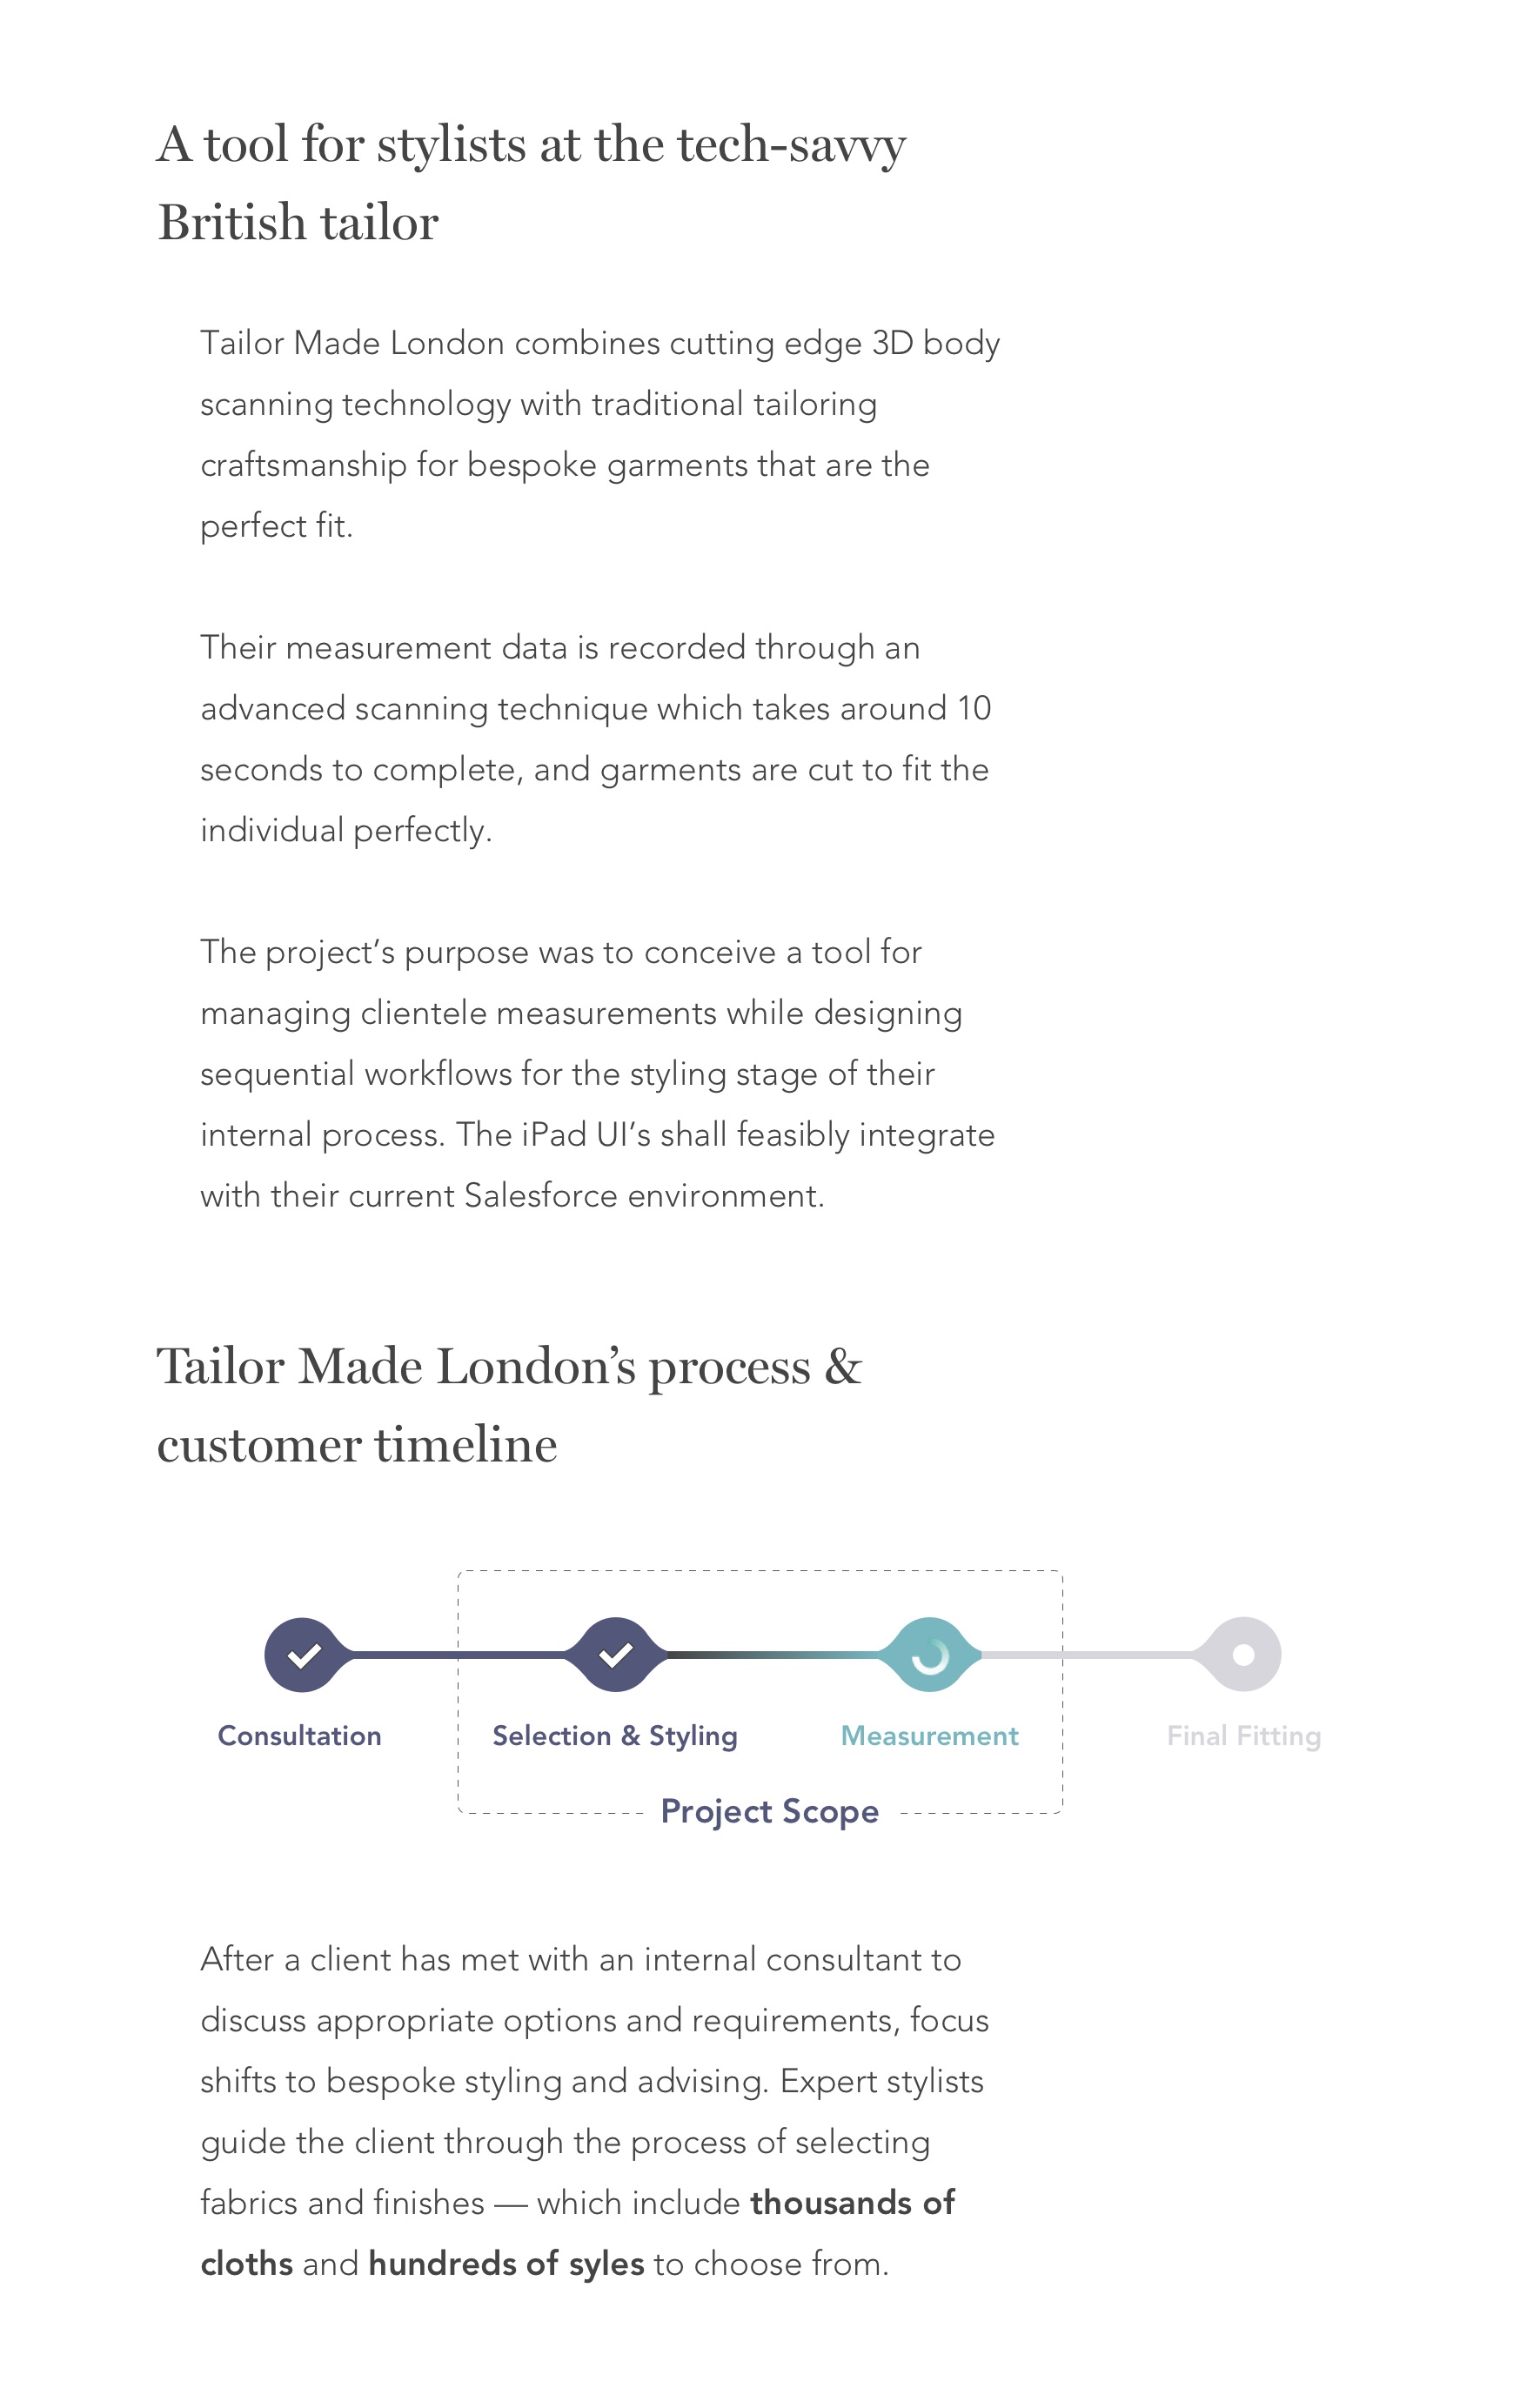 A tool for stylists at the tech-savvy
British tailor
Tailor Made London combines cutting edge 3D body
scanning technology with traditional tailoring
craftsmanship for bespoke garments that are the
perfect fit.
Their measurement data is recorded through an
advanced scanning technique which takes around 10
seconds to complete, and garments are cut to fit the
individual perfectly.
The project’s purpose was to conceive a tool for
managing clientele measurements while designing
sequential workflows for the styling stage of their
internal process. The iPad UI’s shall feasibly integrate
with their current Salesforce environment.
Tailor Made London’s process &
customer timeline
Consultation
Selection & Styling
Measurement
Final Fitting
Project Scope
After a client has met with an internal consultant to
discuss appropriate options and requirements, focus
shifts to bespoke styling and advising. Expert stylists
guide the client through the process of selecting
fabrics and finishes — which include thousands of
cloths and hundreds of syles to choose from.